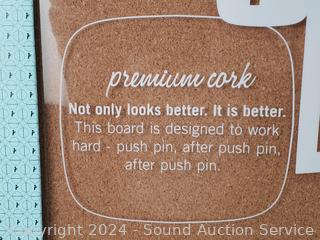 premium cork
Not only looks better. It is better.
This board is designed to work
hard - push pin, after push pin,
after push pin.
Copyright 2024 - Sound Auction Service